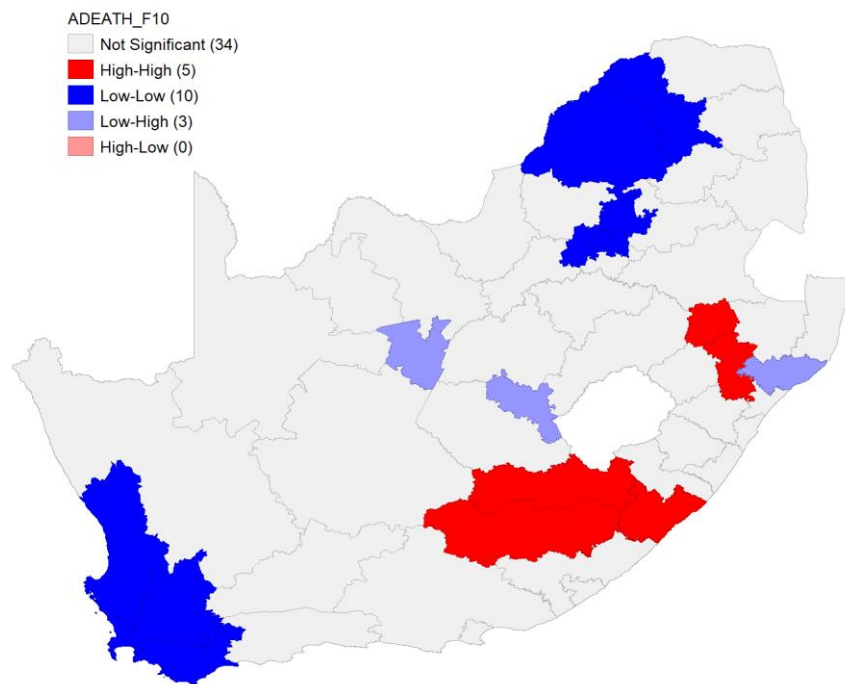 ADEATH_F10
Not Significant (34)
High-High (5)
Low-Low (10)
Low-High (3)
High-Low (0)